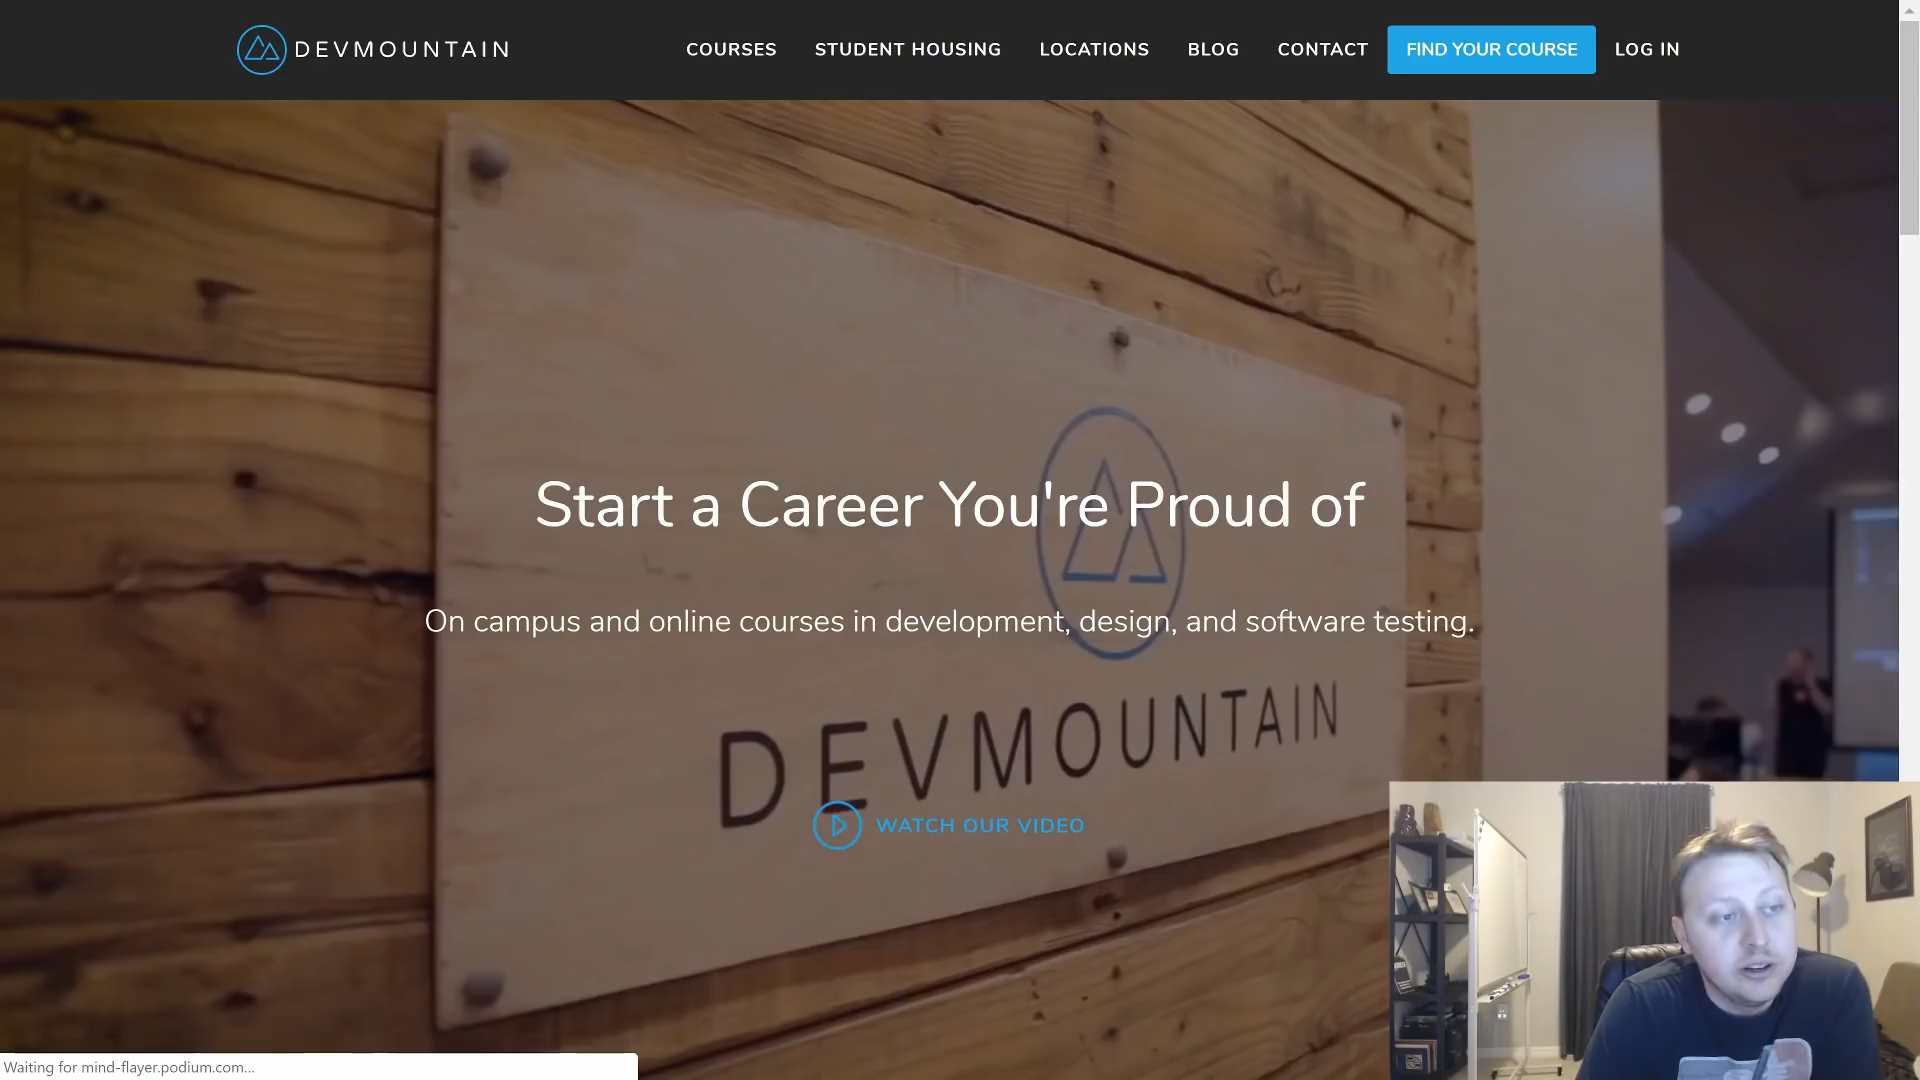 DEVMOUNTAIN
COURSES
STUDENT HOUSING
LOCATIONS
BLOG
CONTACT
FIND YOUR COURSE
LOG IN
Start a Career You're Proud of
On campus and online courses in development, design, and software testing.
DEVMOUNTAIN
WATCH OUR VIDEO
Waiting for mind-flayer.podium.com...